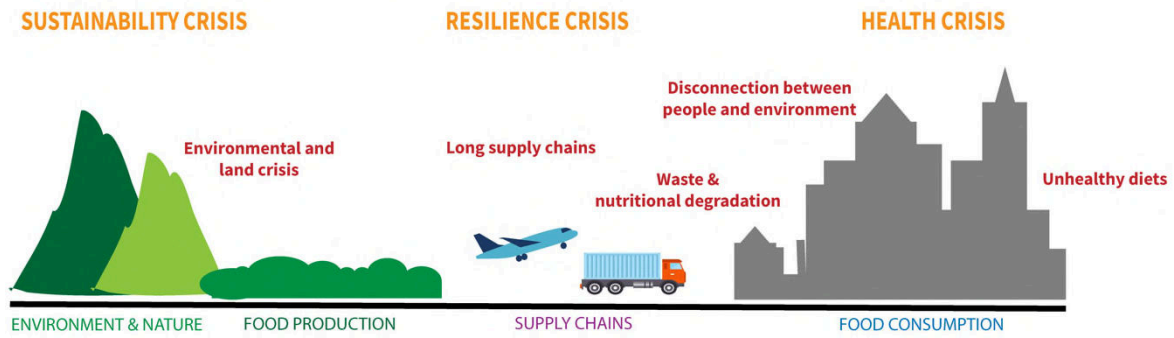 SUSTAINABILITY CRISIS
RESILIENCE CRISIS
HEALTH CRISIS
Environmental and
land crisis
Long supply chains
Waste &
nutritional degradation
Disconnection between
people and environment
Unhealthy diets
ENVIRONMENT & NATURE
FOOD PRODUCTION
SUPPLY CHAINS
FOOD CONSUMPTION